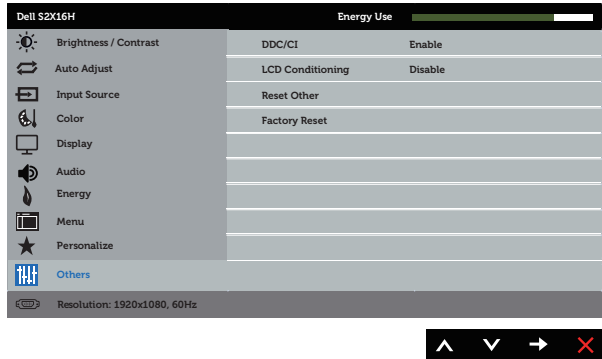 Dell S2X16H Energy Use
Brightness / Contrast DDC/CI Enable
Auto Adjust LCD Conditioning Disable
Input Source Reset Other
Color Factory Reset
Display
Audio
Energy
Menu
Personalize
Others
Resolution: 1920x1080, 60Hz